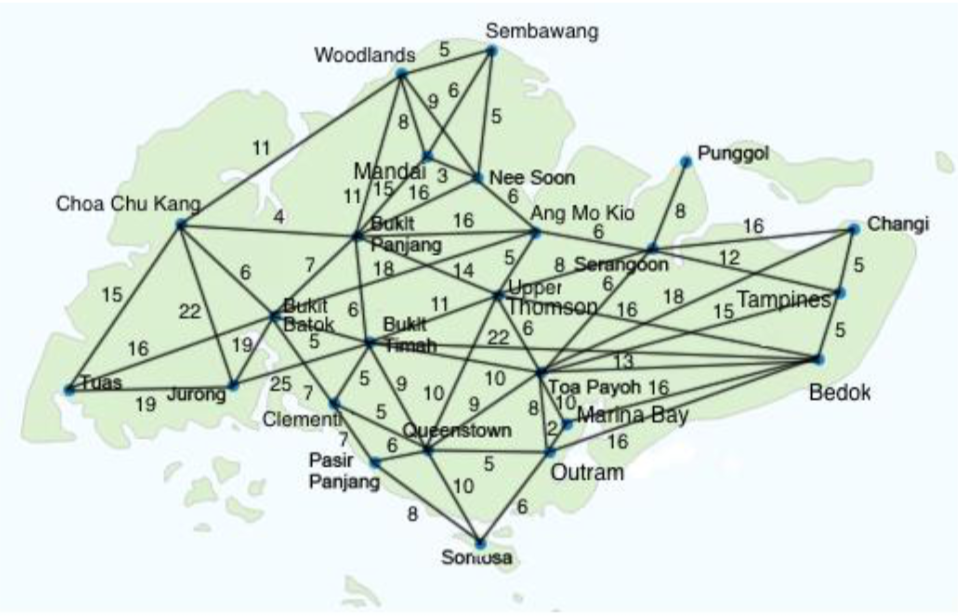 Sembawang
Woodlands
5
9
6
8
5
11
Mandai
3
Nee Soon
Punggol
11
15
16
6
8
Choa Chu Kang
4
Bukit
Panjang
16
Ang Mo Kio
6
16
Changi
7
18
14
5
8
Serangoon
12
5
6
6
15
22
Upper
Thomson
6
18
Tampines
11
16
15
5
Bukit
Batok
Bukit
Timah
16
19
5
22
6
13
Tuas
19
Jurong
25
7
5
9
10
10
Toa Payoh
16
Bedok
Clementi
5
9
8
10
Marina Bay
7
6
Queenstown
2
16
Pasir
Panjang
5
Outram
10
8
6
Sontosa